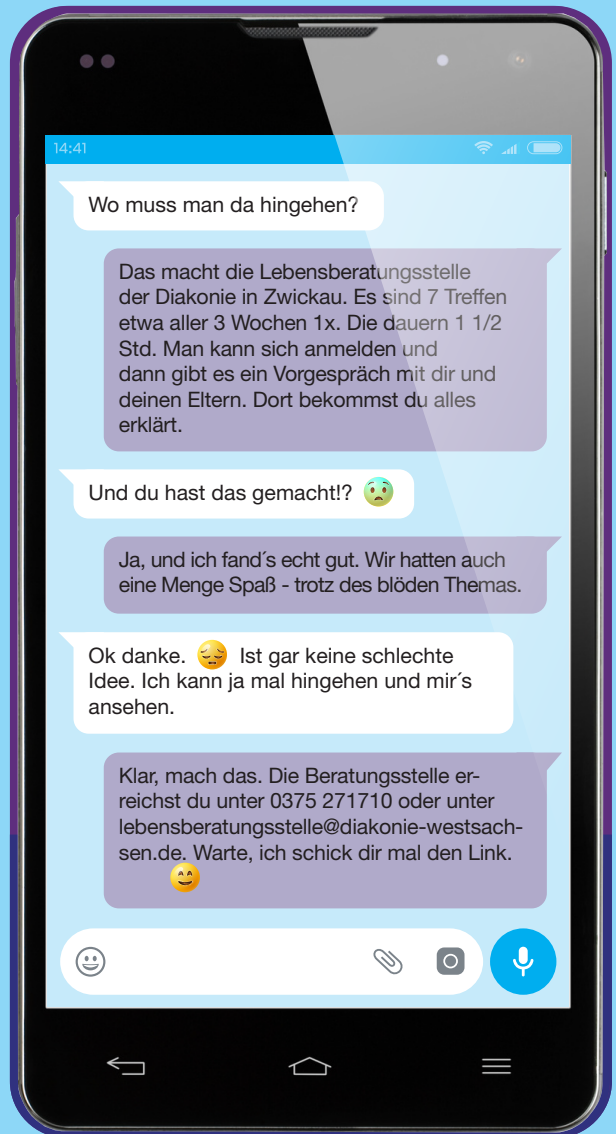 14:41
Wo muss man da hingehen?
Das macht die Lebensberatungsstelle
der Diakonie in Zwickau. Es sind 7 Treffen
etwa aller 3 Wochen 1x. Die dauern 1 1/2
Std. Man kann sich anmelden und
dann gibt es ein Vorgespräch mit dir und
deinen Eltern. Dort bekommst du alles
erklärt.
Und du hast das gemacht!? 😰
Ja, und ich fand´s echt gut. Wir hatten auch
eine Menge Spaß - trotz des blöden Themas.
Ok danke. 😔 Ist gar keine schlechte
Idee. Ich kann ja mal hingehen und mir´s
ansehen.
Klar, mach das. Die Beratungsstelle er-
reichst du unter 0375 271710 oder unter
lebensberatungsstelle@diakonie-westsach-
sen.de. Warte, ich schick dir mal den Link.
😊